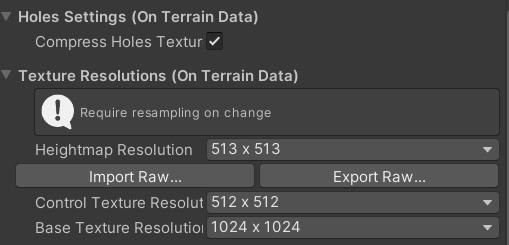 Holes Settings (On Terrain Data)
Compress Holes Textur
Texture Resolutions (On Terrain Data)
Require resampling on change
Heightmap Resolution 513 x 513
Import Raw... Export Raw...
Control Texture Resolut 512 x 512
Base Texture Resolution 1024 x 1024